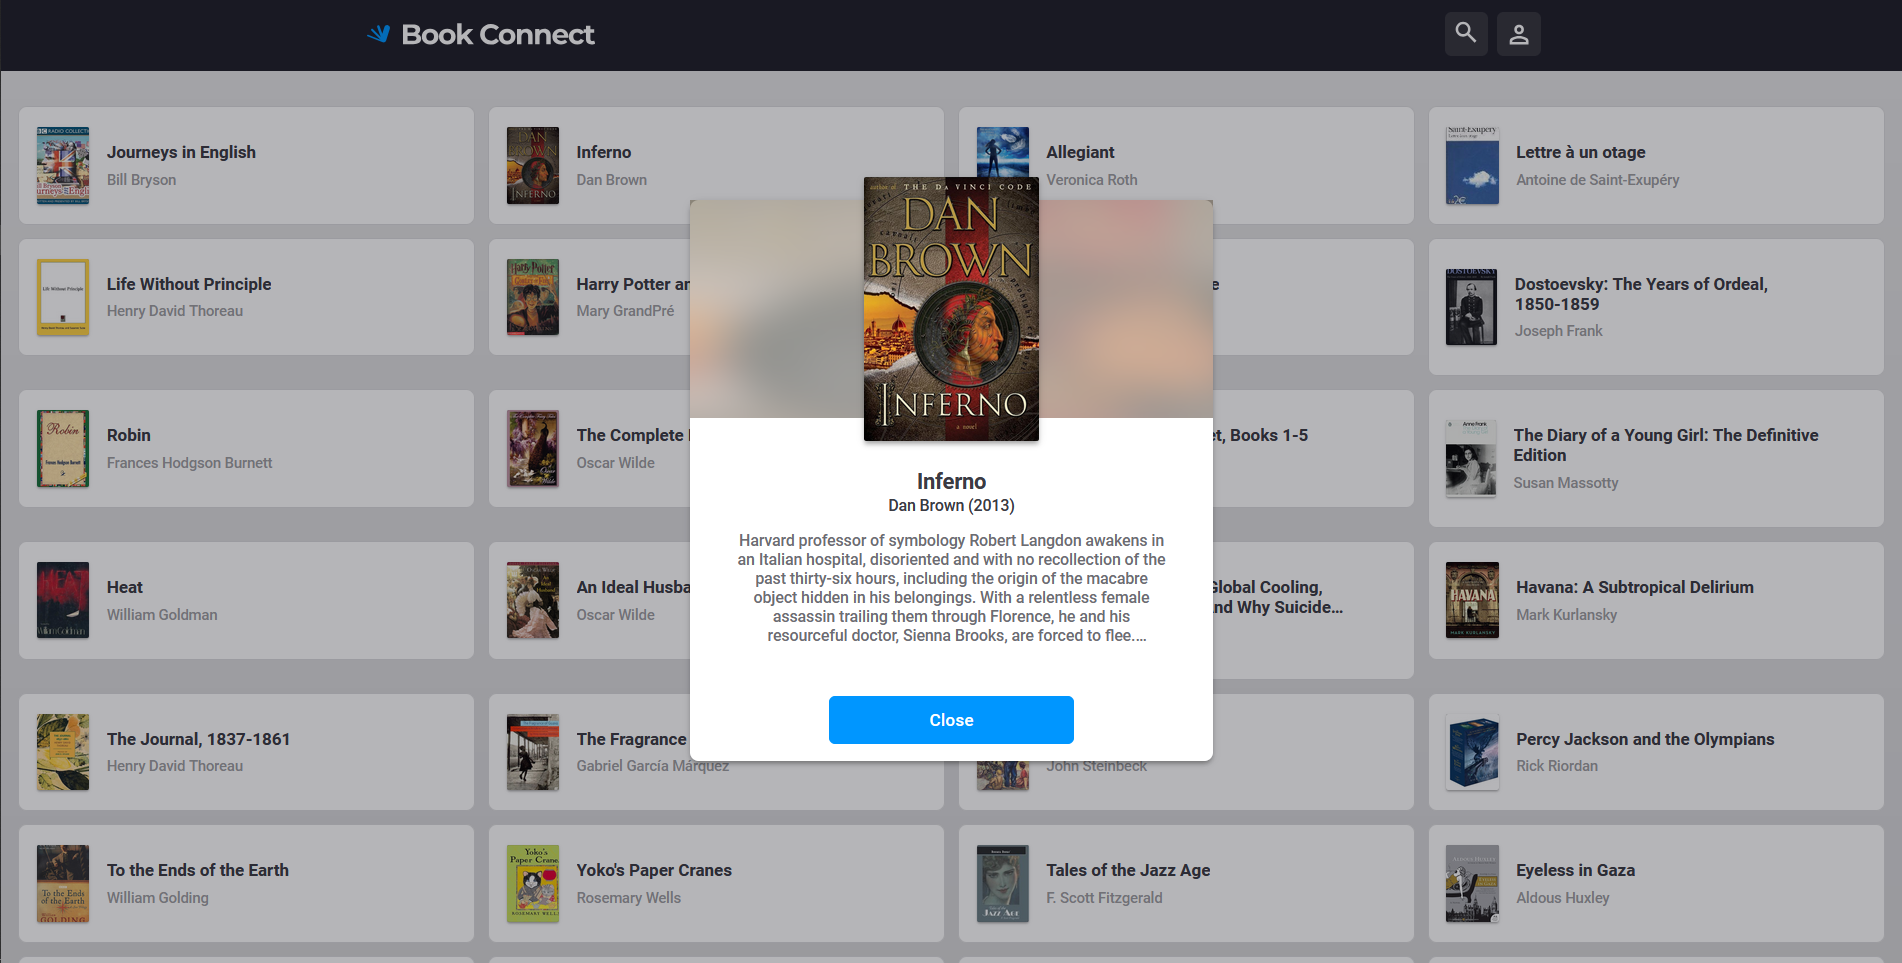 Book Connect
Journeys in English
Bill Bryson
Inferno
Dan Brown
Allegiant
Veronica Roth
Lettre à un otage
Antoine de Saint-Exupéry
Life Without Principle
Henry David Thoreau
Harry Potter an
Mary GrandPré
e
Dostoevsky: The Years of Ordeal,
1850-1859
Joseph Frank
Robin
Frances Hodgson Burnett
The Complete
Oscar Wilde
et, Books 1-5
The Diary of a Young Girl: The Definitive
Edition
Susan Massotty
Heat
William Goldman
An Ideal Husba
Oscar Wilde
Global Cooling,
And Why Suicide...
Havana: A Subtropical Delirium
Mark Kurlansky
The Journal, 1837-1861
Henry David Thoreau
The Fragrance
Gabriel García Márquez
John Steinbeck
Percy Jackson and the Olympians
Rick Riordan
To the Ends of the Earth
William Golding
Yoko's Paper Cranes
Rosemary Wells
Tales of the Jazz Age
F. Scott Fitzgerald
Eyeless in Gaza
Aldous Huxley
author of THE DA VINCI CODE
DAN
BROWN
INFERNO
a novel
Inferno
Dan Brown (2013)
Harvard professor of symbology Robert Langdon awakens in
an Italian hospital, disoriented and with no recollection of the
past thirty-six hours, including the origin of the macabre
object hidden in his belongings. With a relentless female
assassin trailing them through Florence, he and his
resourceful doctor, Sienna Brooks, are forced to flee....
Close